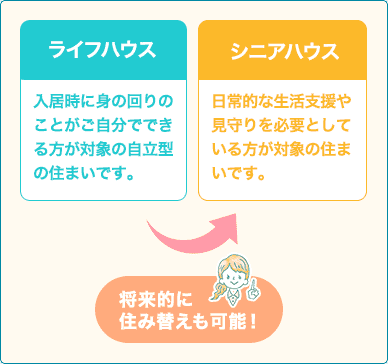 ライフハウス
入居時に身の回りの
ことがご自分ででき
る方が対象の自立型
の住まいです。
シニアハウス
日常的な生活支援や
見守りを必要として
いる方が対象の住ま
いです。
将来的に
住み替えも可能！